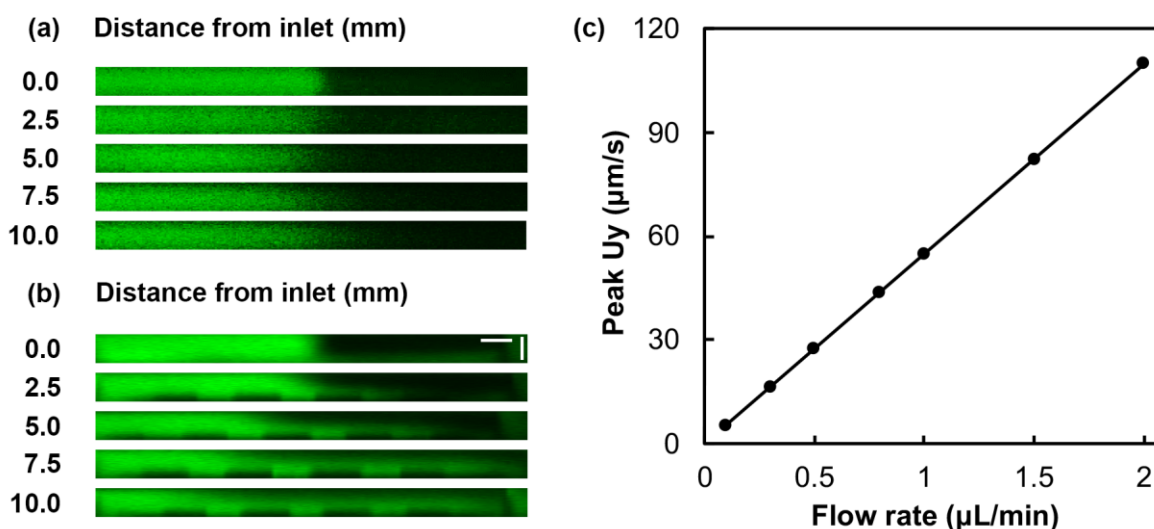 (a) Distance from inlet (mm)
0.0
2.5
5.0
7.5
10.0
(b) Distance from inlet (mm)
0.0
2.5
5.0
7.5
10.0
(c)
Peak Uy (µm/s)
120
90
60
30
0
0 0.5 1 1.5 2
Flow rate (µL/min)